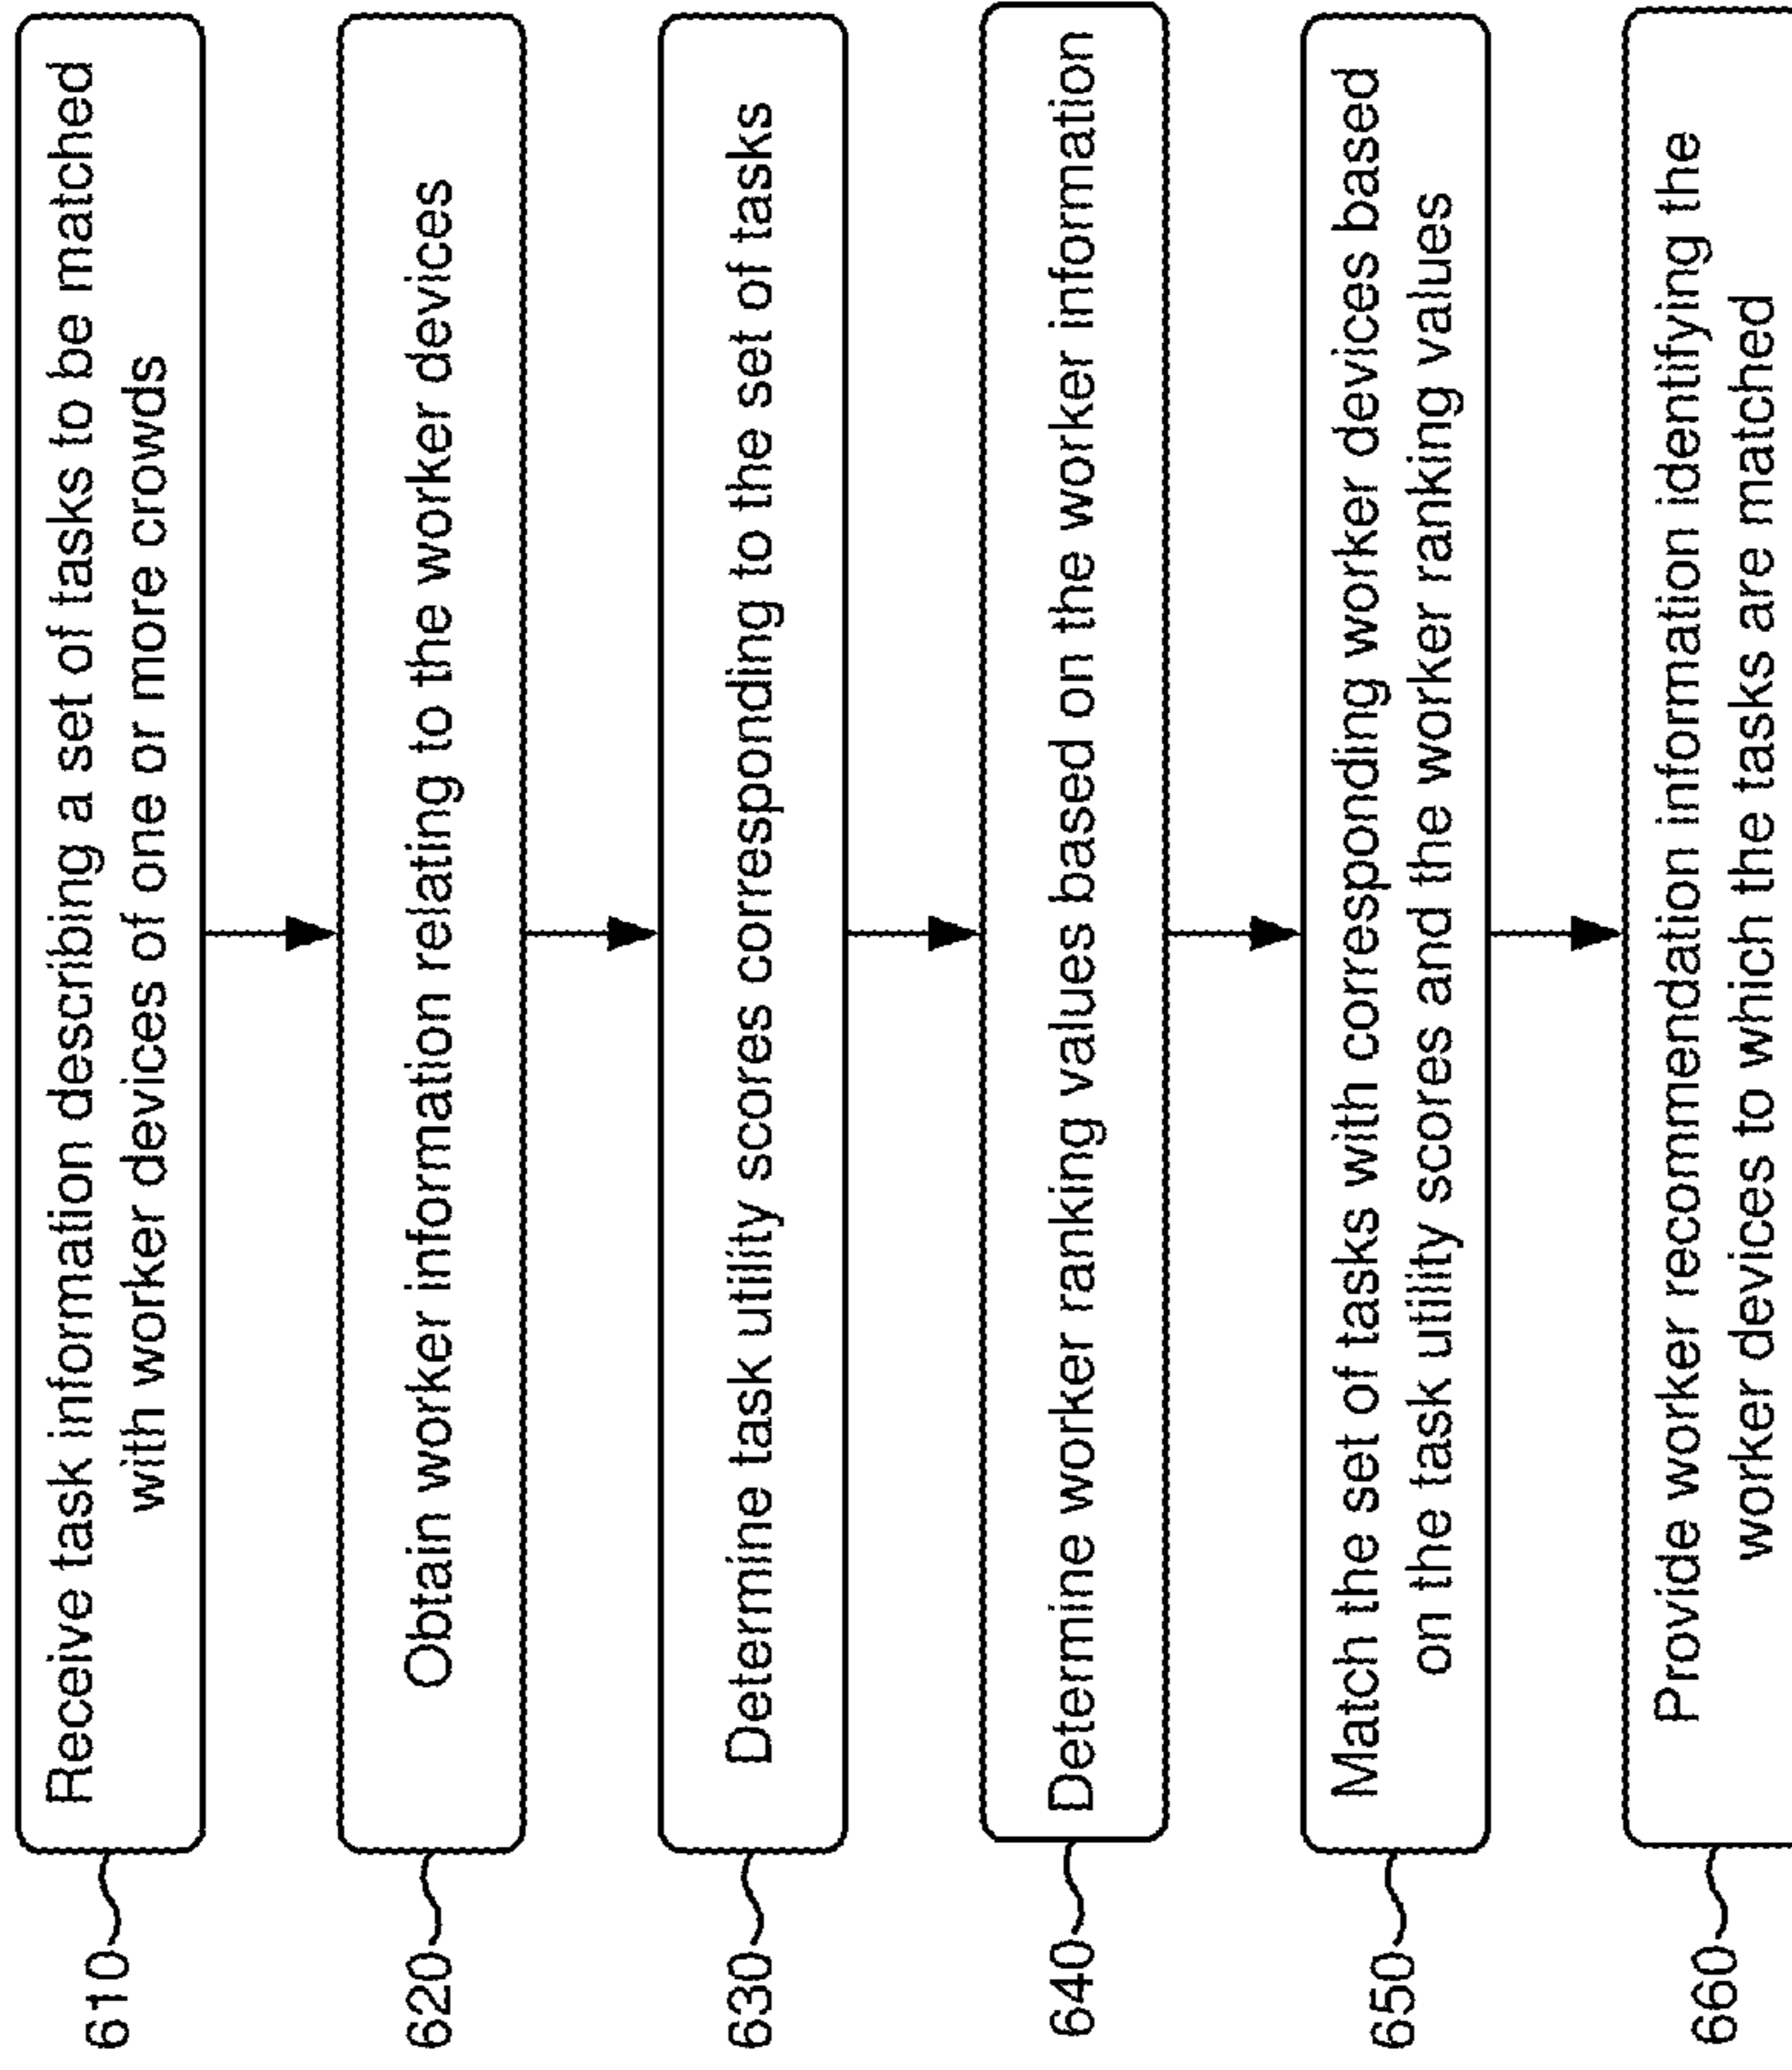 610
Receive task information describing a set of tasks to be matched
with worker devices of one or more crowds
620
Obtain worker information relating to the worker devices
630
Determine task utility scores corresponding to the set of tasks
640
Determine worker ranking values based on the worker information
650
Match the set of tasks with corresponding worker devices based
on the task utility scores and the worker ranking values
660
Provide worker recommendation information identifying the
worker devices to which the tasks are matched